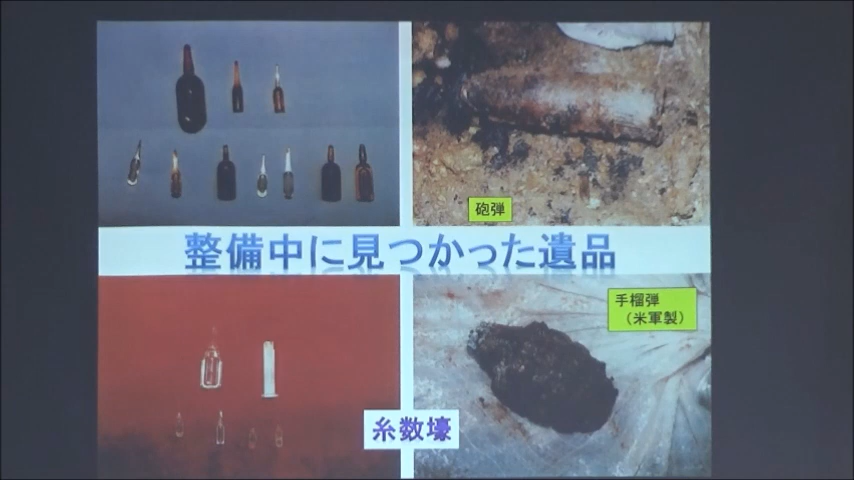 砲弾
整備中に見つかった遺品
手榴弾
（米軍製）
糸数壕